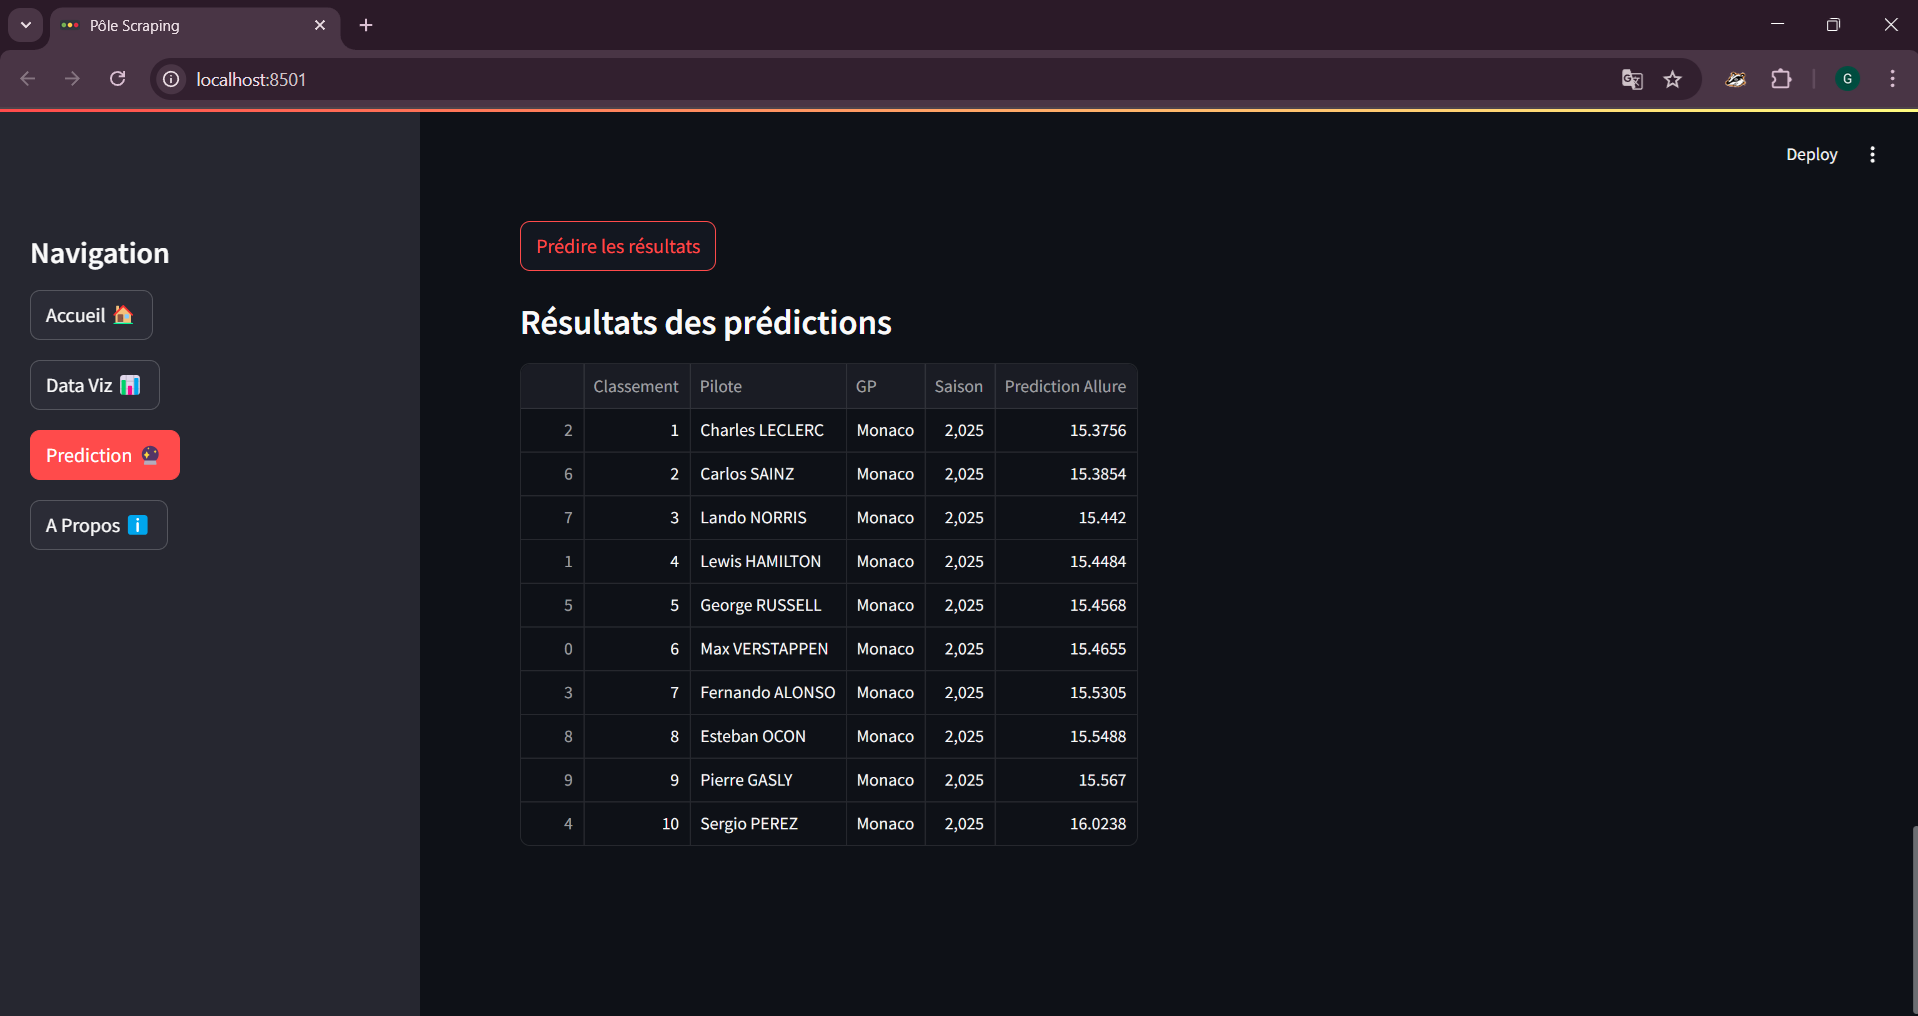 Pôle Scraping
localhost:8501
G
Deploy
Navigation
Accueil 🏠
Data Viz 📊
Prediction 🔮
A Propos ℹ️
Prédire les résultats
Résultats des prédictions
Classement Pilote GP Saison Prediction Allure
2 1 Charles LECLERC Monaco 2,025 15.3756
6 2 Carlos SAINZ Monaco 2,025 15.3854
7 3 Lando NORRIS Monaco 2,025 15.442
1 4 Lewis HAMILTON Monaco 2,025 15.4484
5 5 George RUSSELL Monaco 2,025 15.4568
0 6 Max VERSTAPPEN Monaco 2,025 15.4655
3 7 Fernando ALONSO Monaco 2,025 15.5305
8 8 Esteban OCON Monaco 2,025 15.5488
9 9 Pierre GASLY Monaco 2,025 15.567
4 10 Sergio PEREZ Monaco 2,025 16.0238